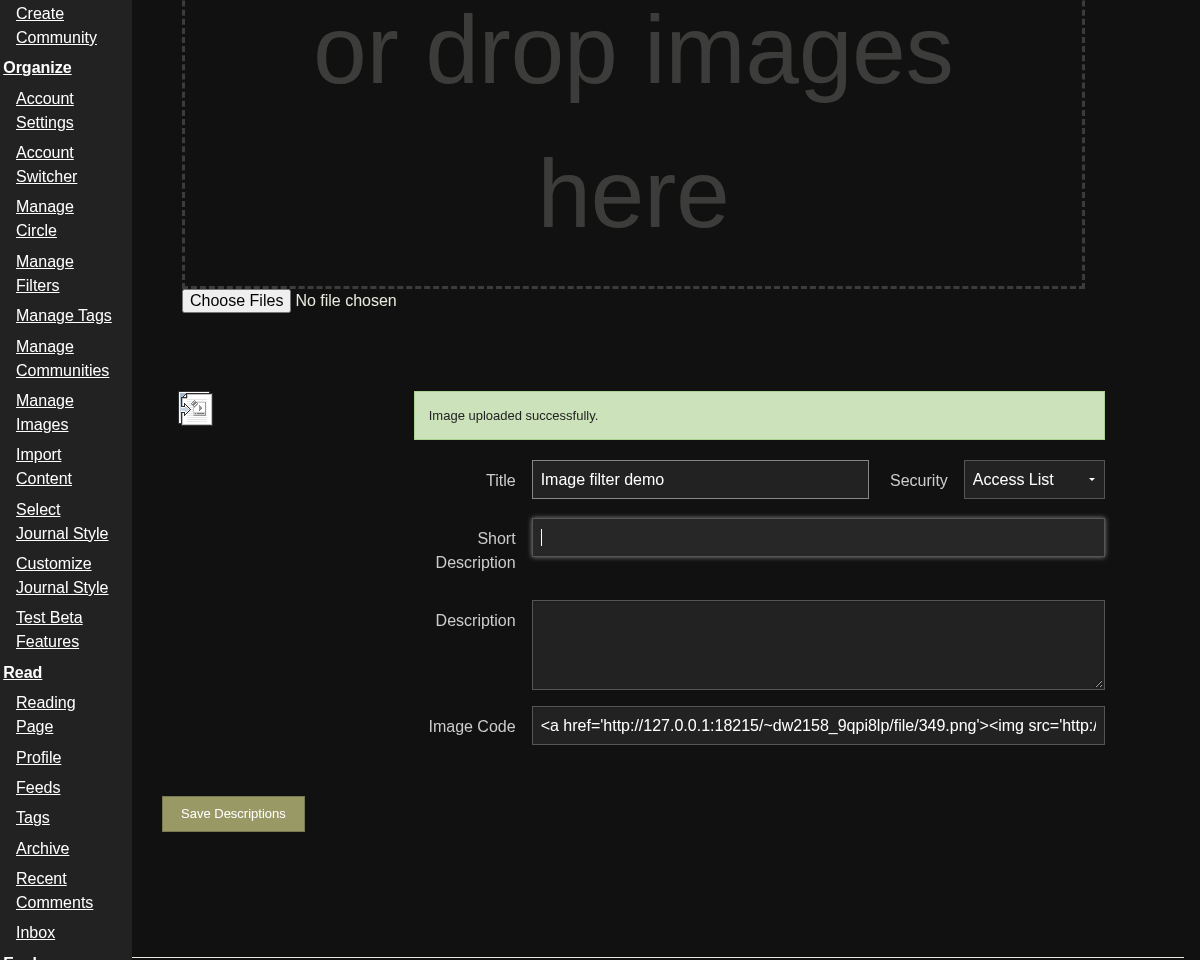 Create
Community
Organize
Account
Settings
Account
Switcher
Manage
Circle
Manage
Filters
Manage Tags
Manage
Communities
Manage
Images
Import
Content
Select
Journal Style
Customize
Journal Style
Test Beta
Features
Read
Reading
Page
Profile
Feeds
Tags
Archive
Recent
Comments
Inbox
or drop images
here
Choose Files No file chosen
Image uploaded successfully.
Title Image filter demo Security Access List
Short
Description
Description
Image Code <a href='http://127.0.0.1:18215/~dw2158_9qpi8lp/file/349.png'><img src='http:/
Save Descriptions